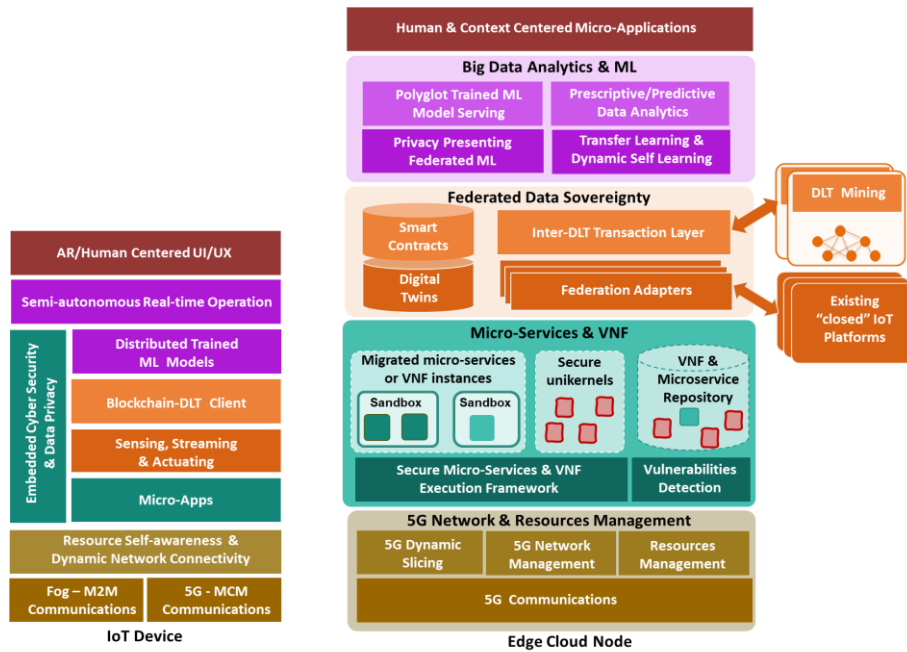 Human & Context Centered Micro-Applications
Big Data Analytics & ML
Polyglot Trained ML
Model Serving
Prescriptive/Predictive
Data Analytics
Privacy Presenting
Federated ML
Transfer Learning &
Dynamic Self Learning
Federated Data Sovereignty
Smart
Contracts
Inter-DLT Transaction Layer
DLT Mining
Digital
Twins
Federation Adapters
Existing
“closed” IoT
Platforms
Micro-Services & VNF
Migrated micro-services
or VNF instances
Sandbox
Sandbox
Secure
unikernels
VNF &
Microservice
Repository
Secure Micro-Services & VNF
Execution Framework
Vulnerabilities
Detection
5G Network & Resources Management
5G Dynamic
Slicing
5G Network
Management
Resources
Management
5G Communications
Edge Cloud Node
AR/Human Centered UI/UX
Semi-autonomous Real-time Operation
Embedded Cyber Security
& Data Privacy
Distributed Trained
ML Models
Blockchain-DLT Client
Sensing, Streaming
& Actuating
Micro-Apps
Resource Self-awareness &
Dynamic Network Connectivity
Fog – M2M
Communications
5G - MCM
Communications
IoT Device